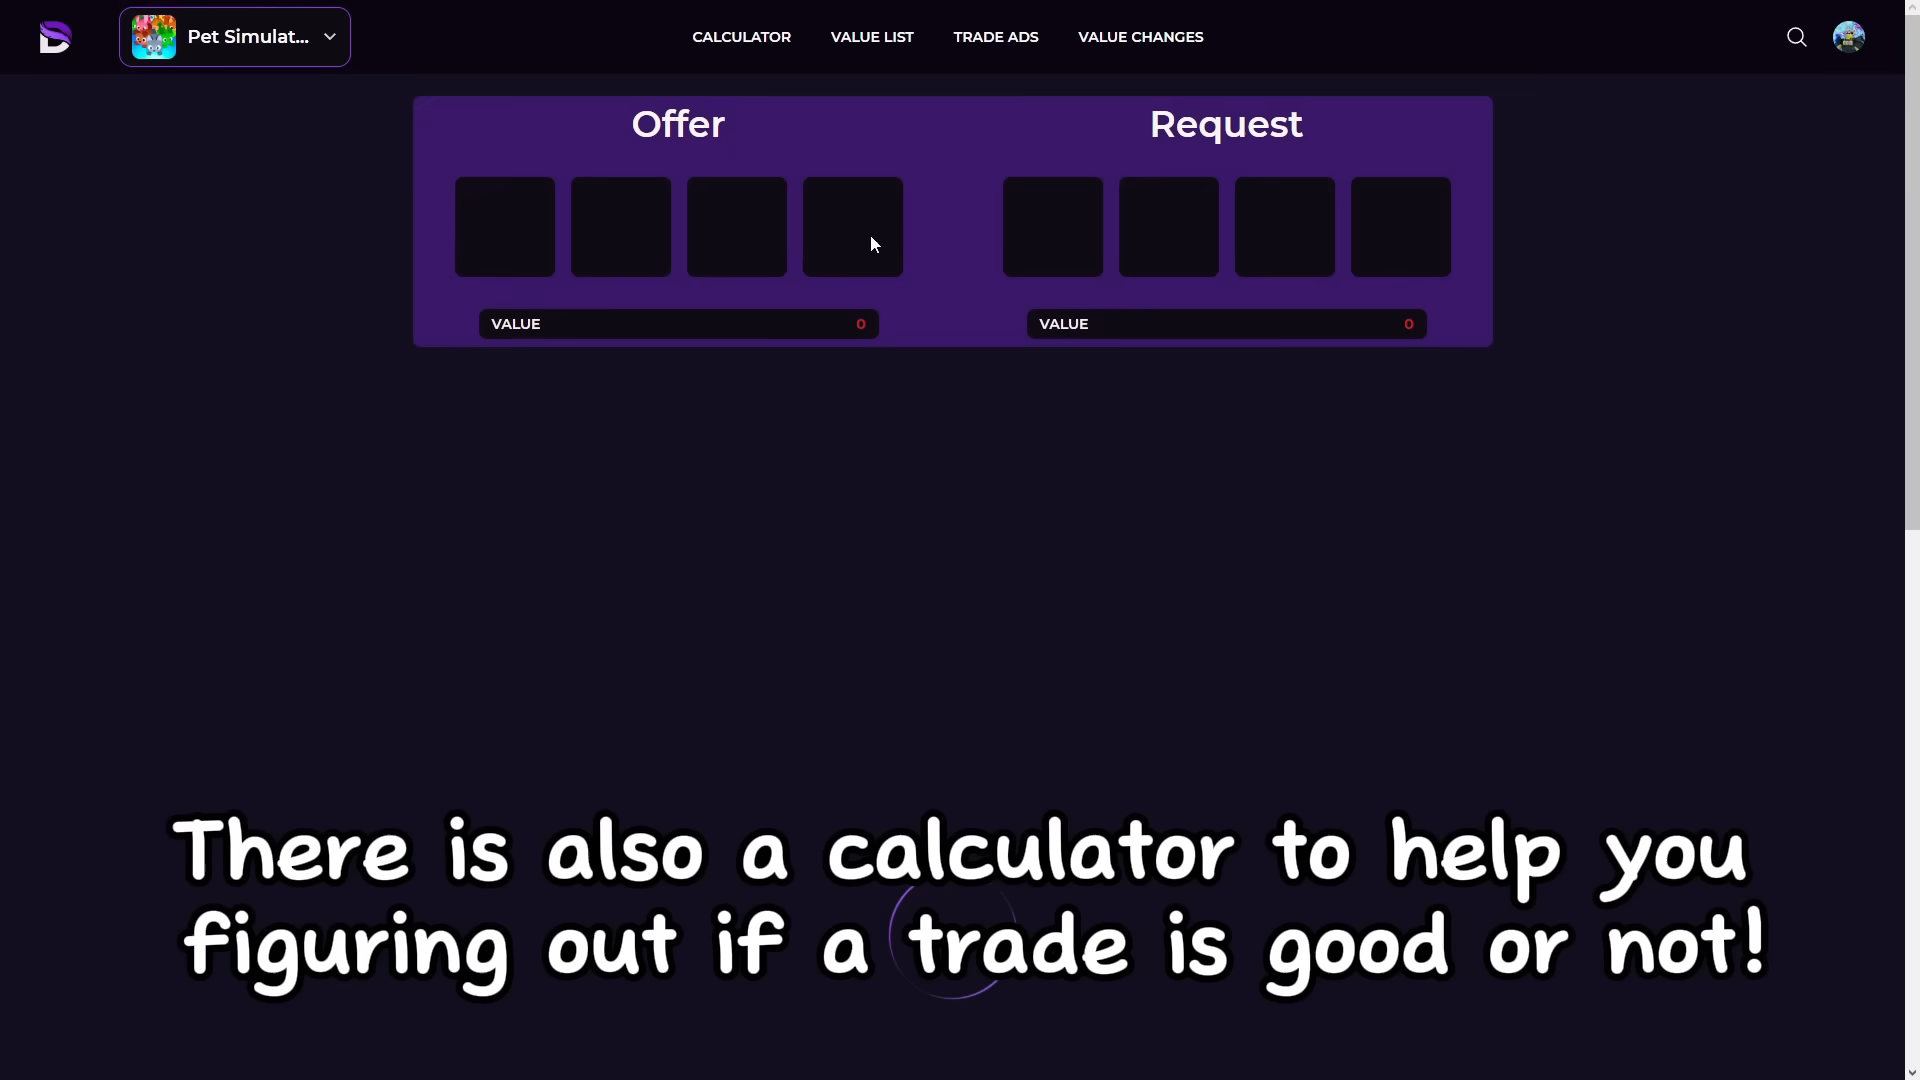 Pet Simulat...
CALCULATOR
VALUE LIST
TRADE ADS
VALUE CHANGES
Offer
Request
VALUE 0
VALUE 0
There is also a calculator to help you
figuring out if a trade is good or not!